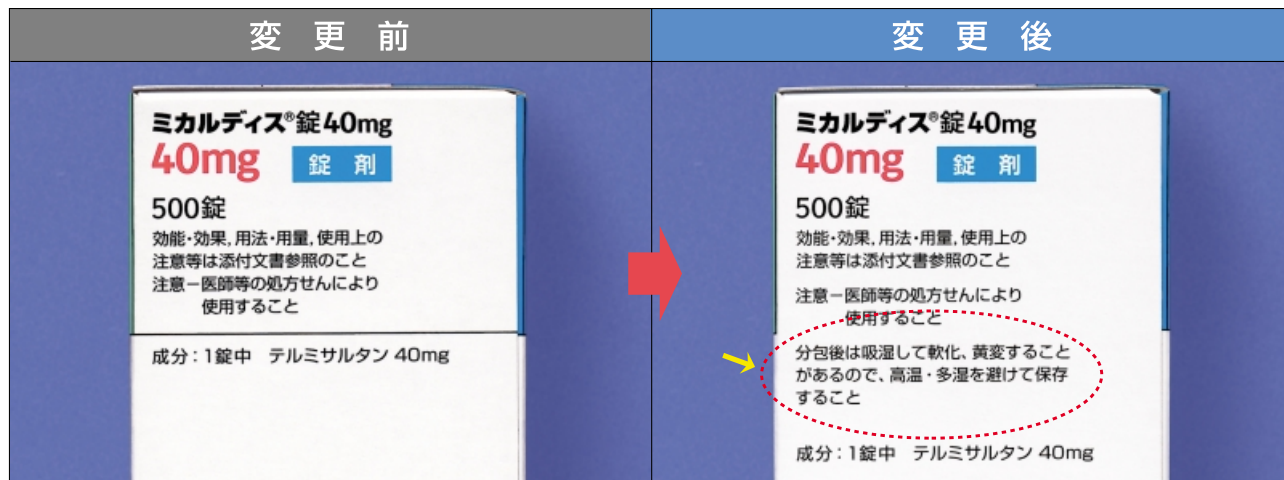 変更前
変更後
ミカルディス®錠40mg
40mg 錠剤
500錠
効能・効果,用法・用量,使用上の
注意等は添付文書参照のこと
注意－医師等の処方せんにより
使用すること
成分：1錠中　テルミサルタン 40mg
ミカルディス®錠40mg
40mg 錠剤
500錠
効能・効果,用法・用量,使用上の
注意等は添付文書参照のこと
注意－医師等の処方せんにより
使用すること
分包後は吸湿して軟化、黄変すること
があるので、高温・多湿を避けて保存
すること
成分：1錠中　テルミサルタン 40mg